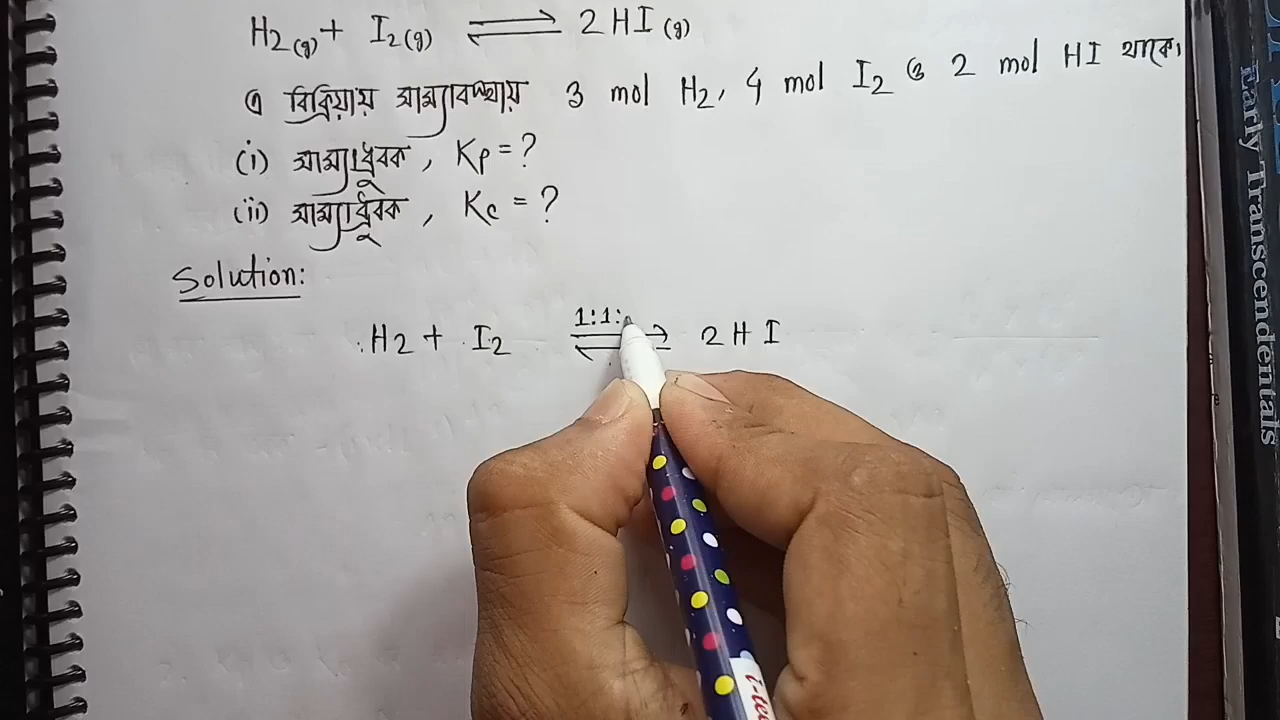 H2(g) + I2(g) ⇌ 2HI(g)
এ বিক্রিয়ায় সাম্যাবস্থায় 3 mol H2, 4 mol I2 ও 2 mol HI থাকে।
(i) সাম্যধ্রুবক, Kp = ?
(ii) সাম্যধ্রুবক, Kc = ?
Solution:
1:1:
H2 + I2 ⇌ 2HI
Early Transcendentals